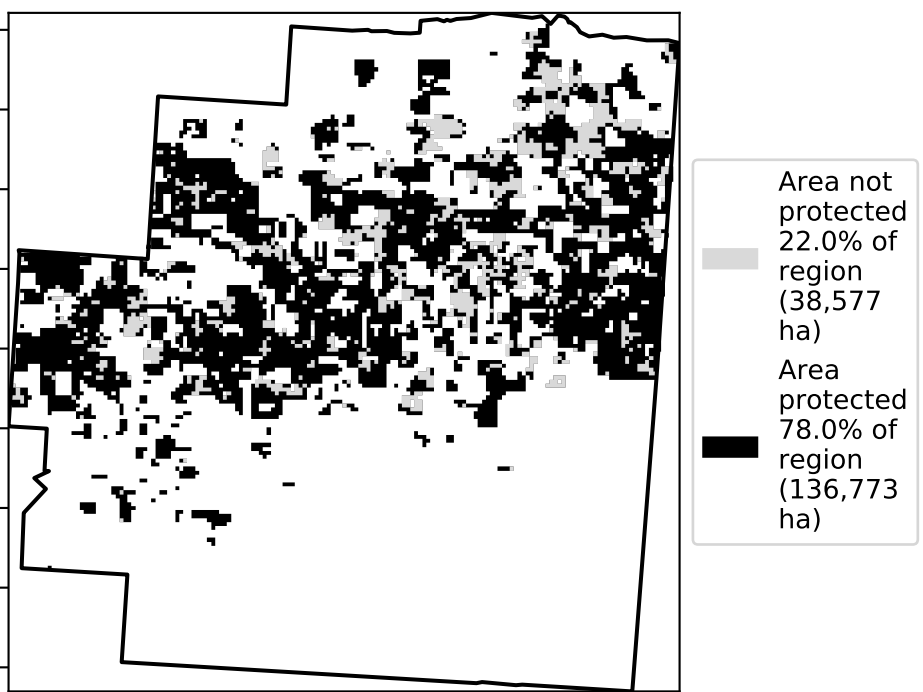 Area not
protected
22.0% of
region
(38,577
ha)
Area
protected
78.0% of
region
(136,773
ha)